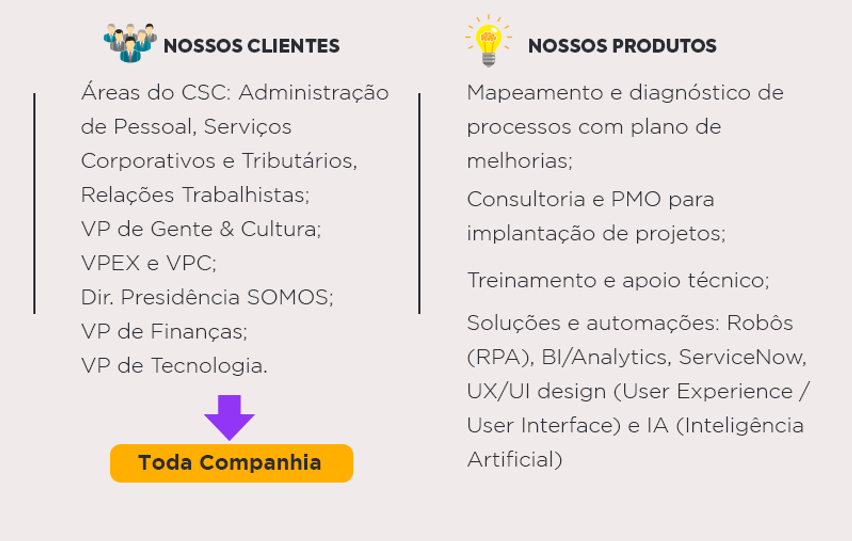 NOSSOS CLIENTES
Áreas do CSC: Administração
de Pessoal, Serviços
Corporativos e Tributários,
Relações Trabalhistas;
VP de Gente & Cultura;
VPEX e VPC;
Dir. Presidência SOMOS;
VP de Finanças;
VP de Tecnologia.
Toda Companhia
NOSSOS PRODUTOS
Mapeamento e diagnóstico de
processos com plano de
melhorias;
Consultoria e PMO para
implantação de projetos;
Treinamento e apoio técnico;
Soluções e automações: Robôs
(RPA), BI/Analytics, ServiceNow,
UX/UI design (User Experience /
User Interface) e IA (Inteligência
Artificial)